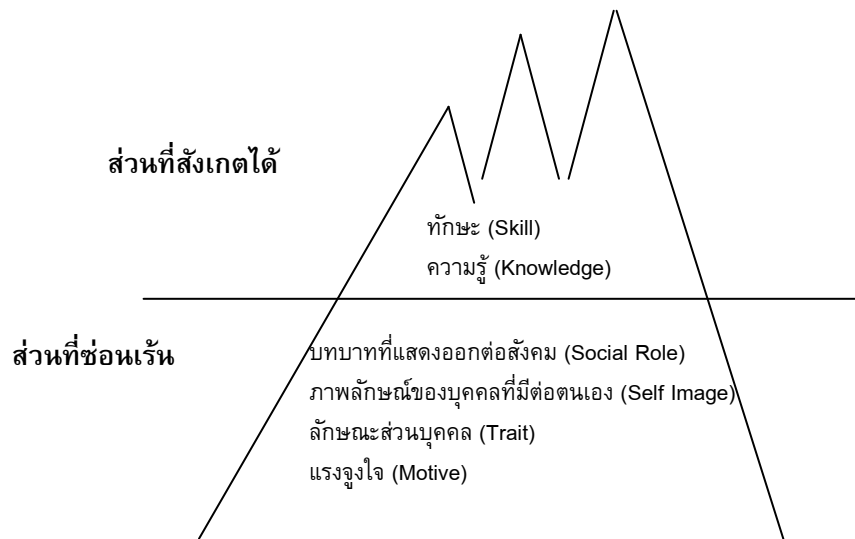 ส่วนที่สังเกตได้
ทักษะ (Skill)
ความรู้ (Knowledge)
ส่วนที่ซ่อนเร้น
บทบาทที่แสดงออกต่อสังคม (Social Role)
ภาพลักษณ์ของบุคคลที่มีต่อตนเอง (Self Image)
ลักษณะส่วนบุคคล (Trait)
แรงจูงใจ (Motive)